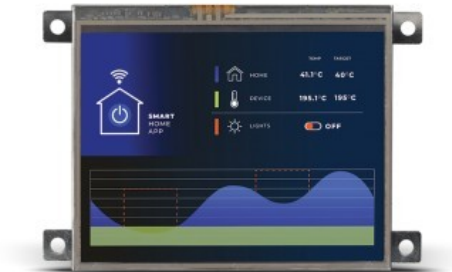 TEMP TARGET
HOME 41.1°C 40°C
DEVICE 195.1°C 195°C
SMART
HOME
APP
LIGHTS OFF